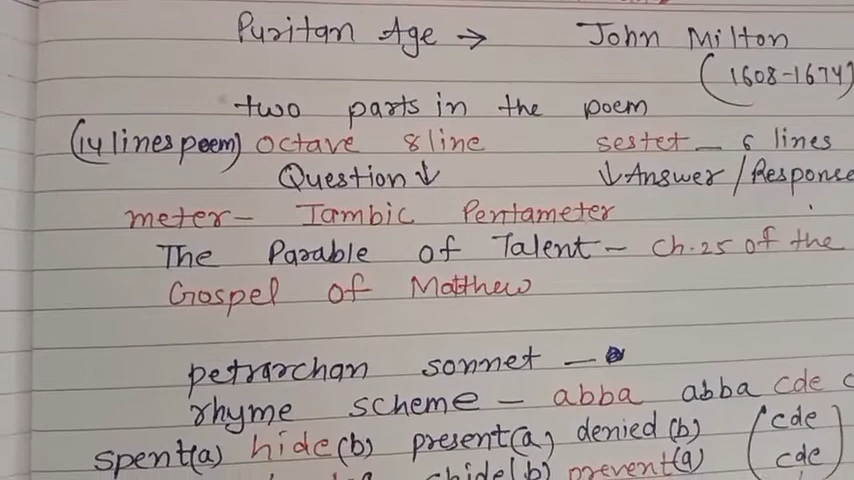 Puritan Age → John Milton
(1608-1674)
two parts in the poem
(14 lines poem) octave 8 line sestet - 6 lines
Question ↓ ↓ Answer / Response
meter - Iambic Pentameter
The Parable of Talent - ch. 25 of the
Gospel of Matthew
petrarchan sonnet -
rhyme scheme - abba abba cde c
spent(a) hide(b) present(a) denied(b) (cde
chide(b) prevent(a) cde)